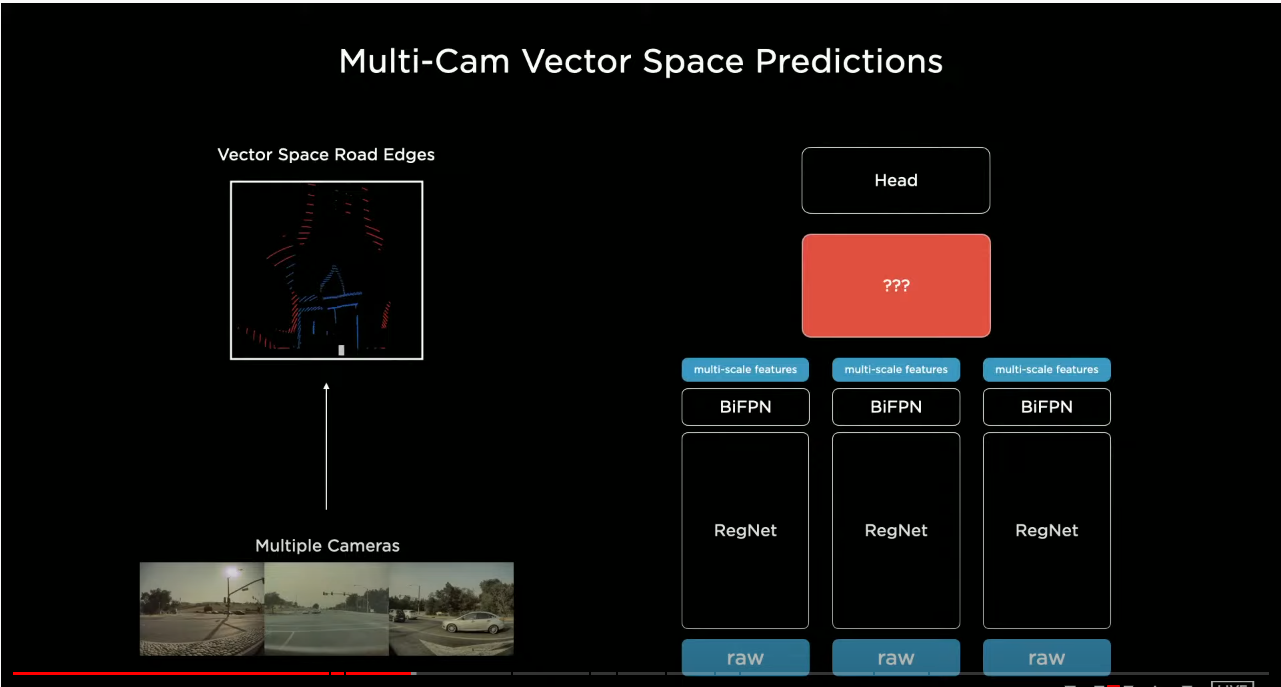 Multi-Cam Vector Space Predictions
Vector Space Road Edges
Multiple Cameras
Head
???
multi-scale features
multi-scale features
multi-scale features
BiFPN
BiFPN
BiFPN
RegNet
RegNet
RegNet
raw
raw
raw